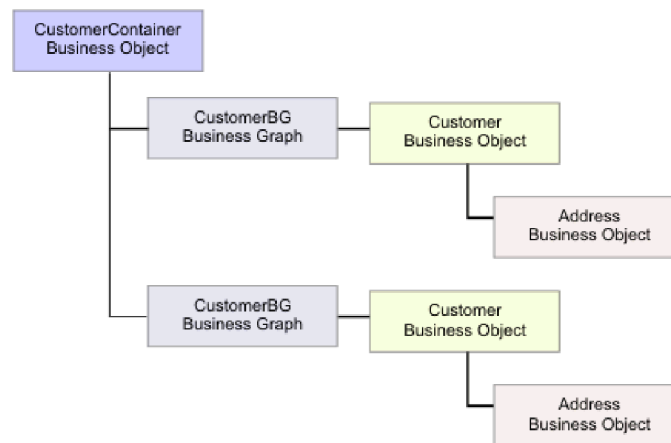 CustomerContainer
Business Object
CustomerBG
Business Graph
Customer
Business Object
Address
Business Object
CustomerBG
Business Graph
Customer
Business Object
Address
Business Object